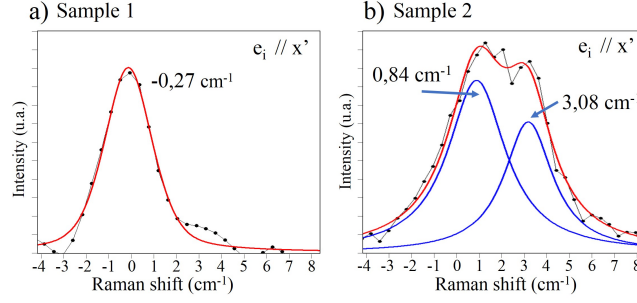 a) Sample 1
e_i // x'
-0,27 cm⁻¹
Intensity (u.a.)
-4 -3 -2 -1 0 1 2 3 4 5 6 7 8
Raman shift (cm⁻¹)
b) Sample 2
e_i // x'
0,84 cm⁻¹
3,08 cm⁻¹
Intensity (u.a.)
-4 -3 -2 -1 0 1 2 3 4 5 6 7 8
Raman shift (cm⁻¹)